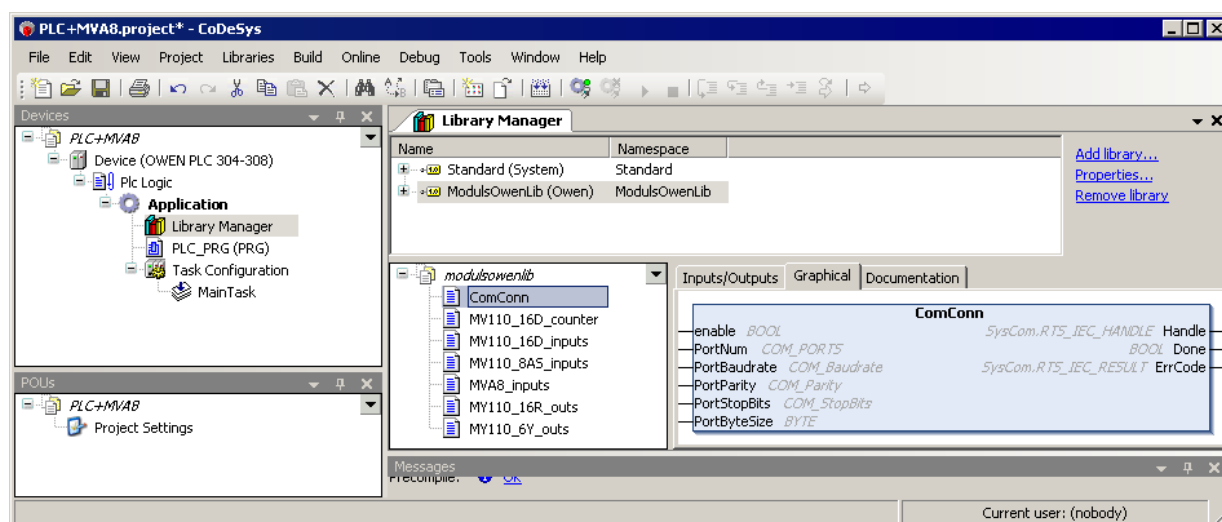 PLC+MVA8.project* - CoDeSys
File Edit View Project Libraries Build Online Debug Tools Window Help
Devices
PLC+MVA8
Device (OWEN PLC 304-308)
Plc Logic
Application
Library Manager
PLC_PRG (PRG)
Task Configuration
MainTask
POUs
PLC+MVA8
Project Settings
Library Manager
Name Namespace
Standard (System) Standard
ModulsOwenLib (Owen) ModulsOwenLib
Add library...
Properties...
Remove library
modulsowenlib
ComConn
MV110_16D_counter
MV110_16D_inputs
MV110_8AS_inputs
MVA8_inputs
MY110_16R_outs
MY110_6Y_outs
Inputs/Outputs Graphical Documentation
ComConn
enable BOOL SysCom.RTS_IEC_HANDLE Handle
PortNum COM_PORTS BOOL Done
PortBaudrate COM_Baudrate SysCom.RTS_IEC_RESULT ErrCode
PortParity COM_Parity
PortStopBits COM_StopBits
PortByteSize BYTE
Messages
Precompile: OK
Current user: (nobody)